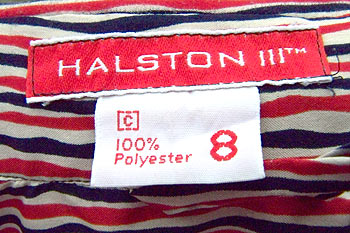 HALSTON III™
[C]
100%
Polyester 8